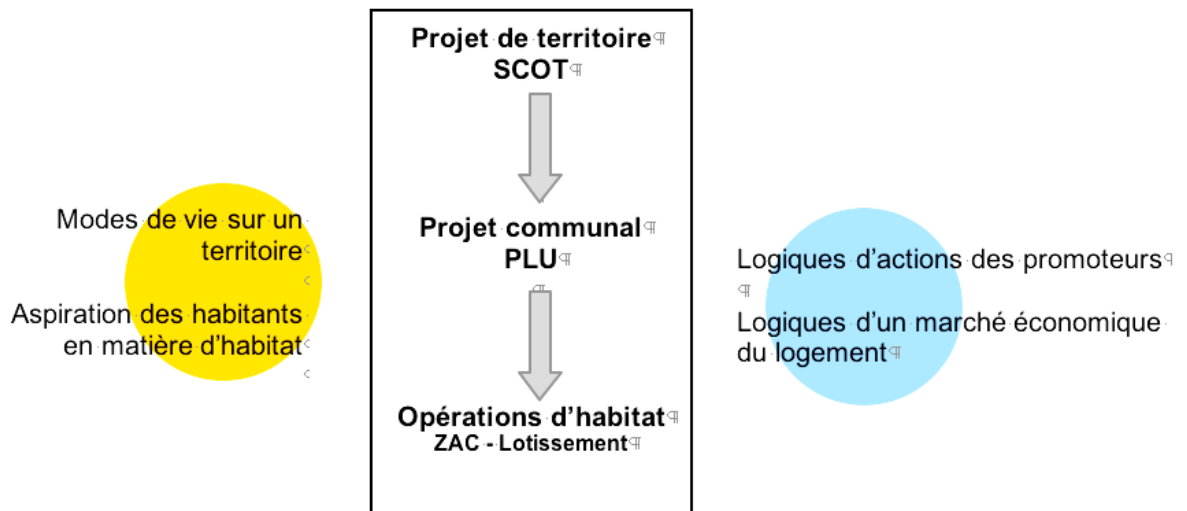 Projet de territoire
SCOT
Projet communal
PLU
Opérations d'habitat
ZAC - Lotissement
Modes de vie sur un
territoire
Aspiration des habitants
en matière d'habitat
Logiques d'actions des promoteurs
Logiques d'un marché économique
du logement